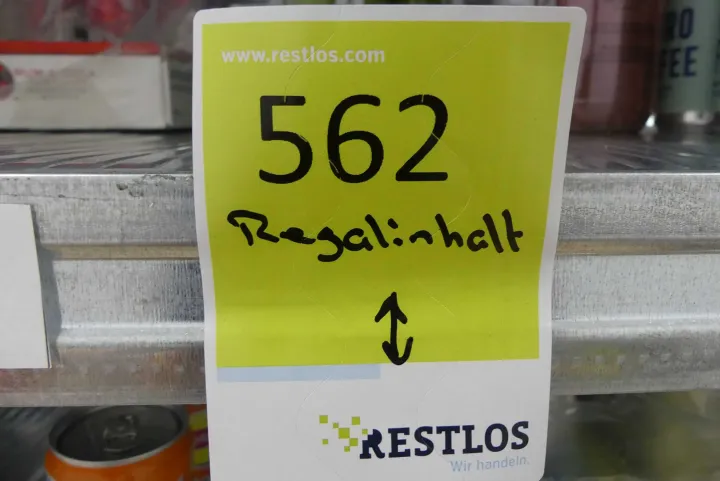 www.restlos.com
562
Regalinhalt
RESTLOS
Wir handeln.